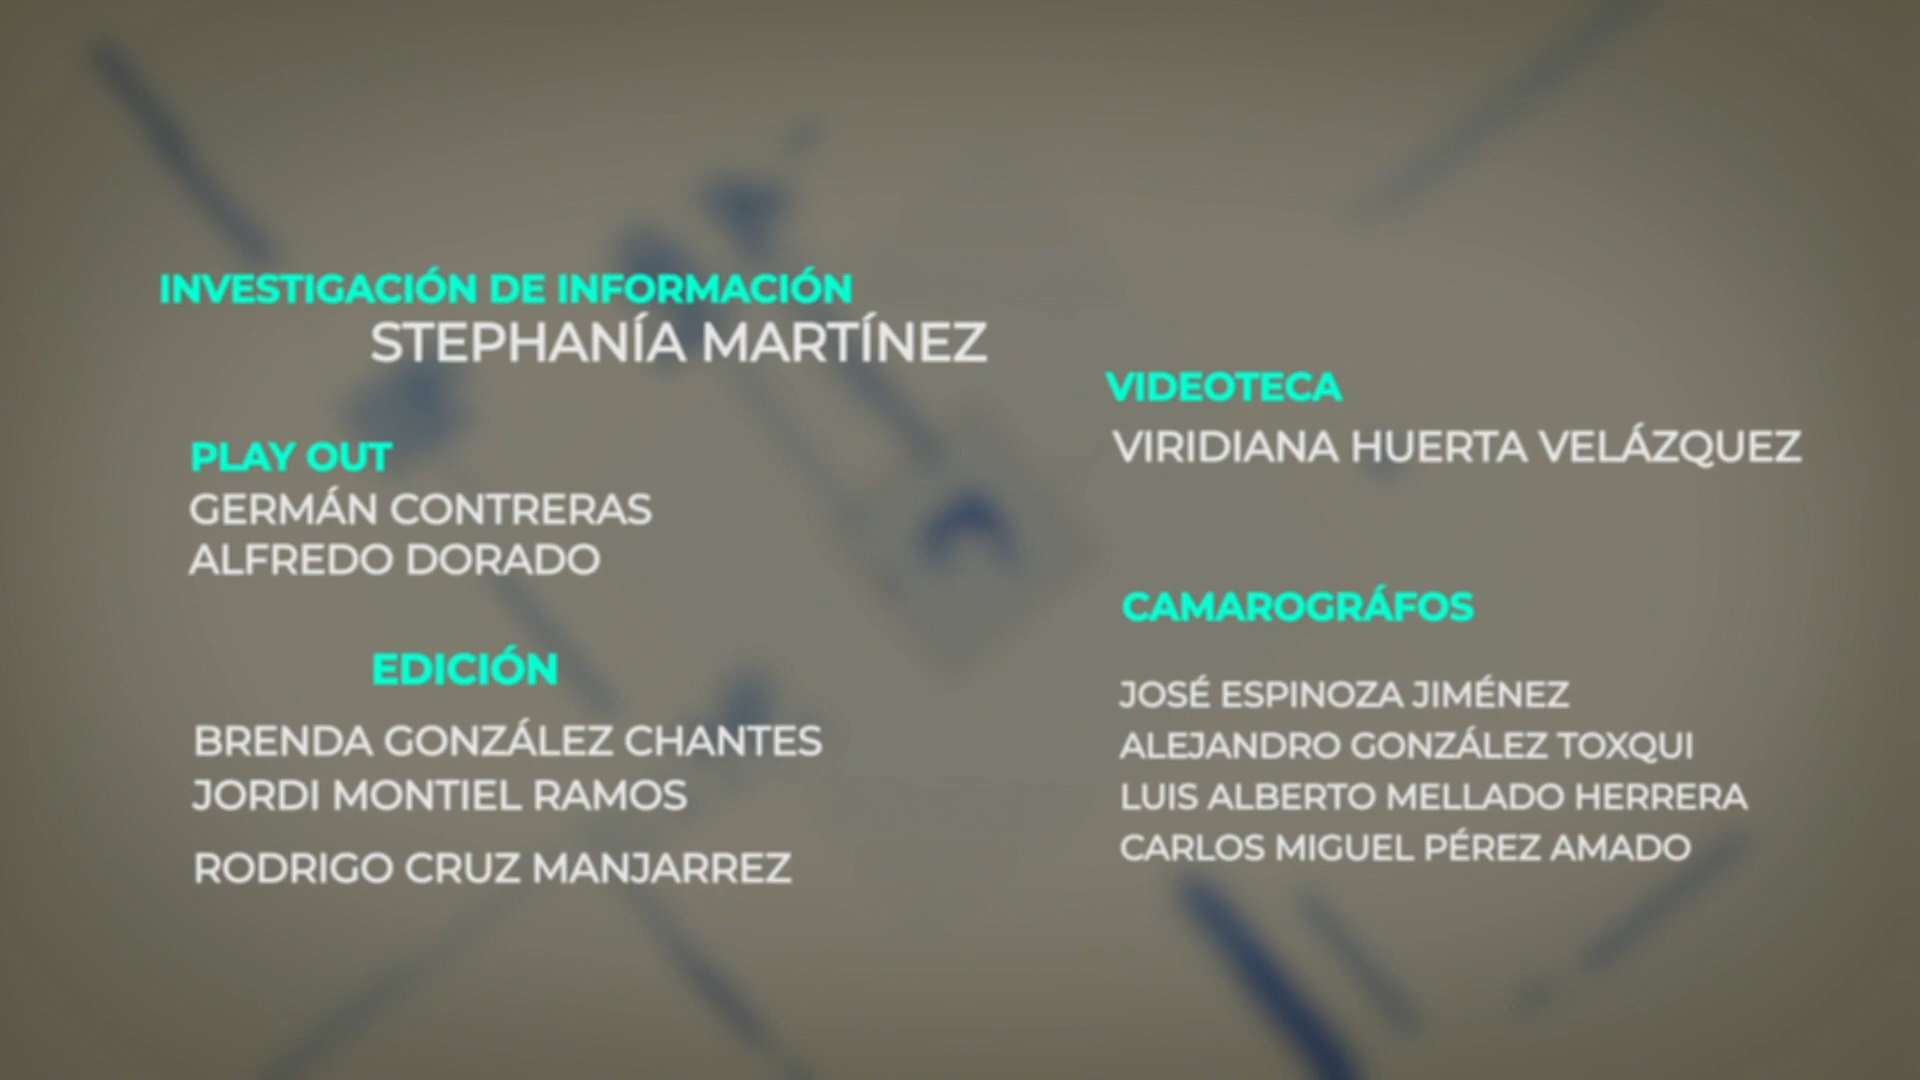 INVESTIGACIÓN DE INFORMACIÓN
STEPHANÍA MARTÍNEZ
PLAY OUT
GERMÁN CONTRERAS
ALFREDO DORADO
EDICIÓN
BRENDA GONZÁLEZ CHANTES
JORDI MONTIEL RAMOS
RODRIGO CRUZ MANJARREZ
VIDEOTECA
VIRIDIANA HUERTA VELÁZQUEZ
CAMAROGRÁFOS
JOSÉ ESPINOZA JIMÉNEZ
ALEJANDRO GONZÁLEZ TOXQUI
LUIS ALBERTO MELLADO HERRERA
CARLOS MIGUEL PÉREZ AMADO